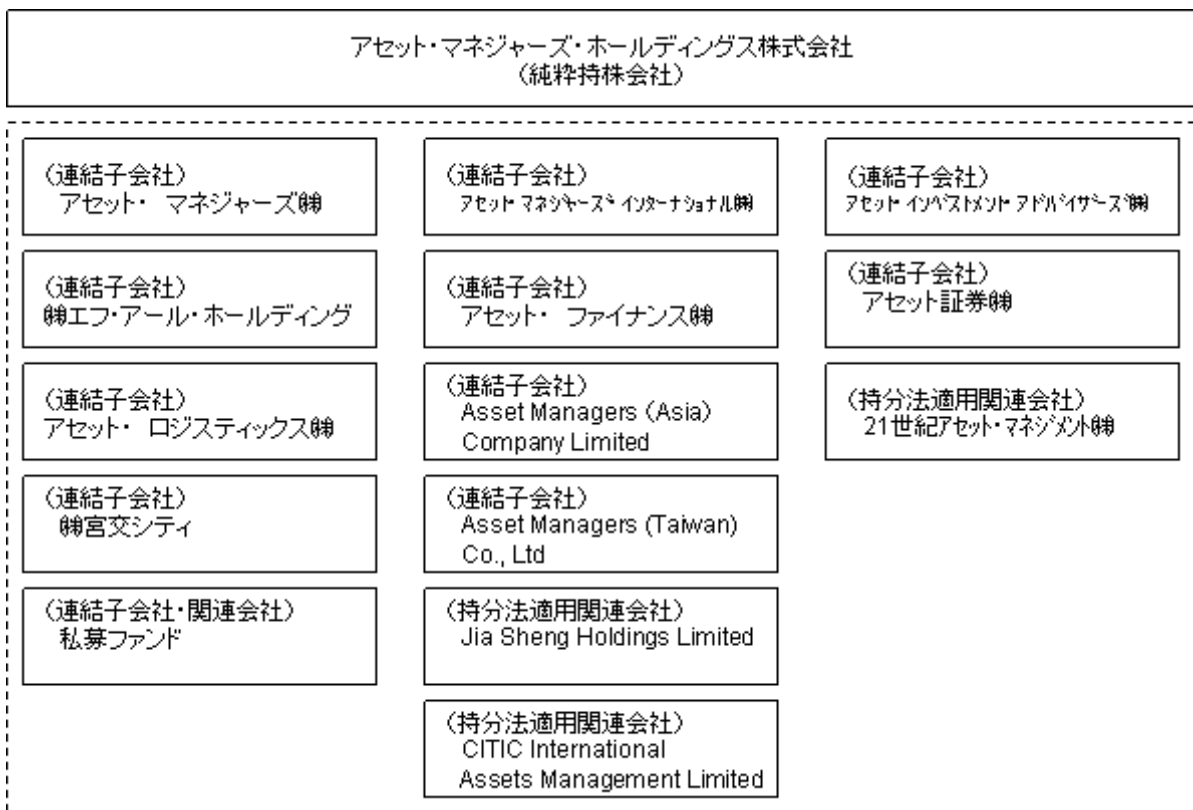 アセット・マネジャーズ・ホールディングス株式会社
(純粋持株会社)
(連結子会社)
アセット・ マネジャーズ㈱
(連結子会社)
㈱エフ・アール・ホールディング
(連結子会社)
アセット・ ロジスティックス㈱
(連結子会社)
㈱宮交シティ
(連結子会社・関連会社)
私募ファンド
(連結子会社)
アセット・マネジャーズ・インターナショナル㈱
(連結子会社)
アセット・ ファイナンス㈱
(連結子会社)
Asset Managers (Asia)
Company Limited
(連結子会社)
Asset Managers (Taiwan)
Co., Ltd
(持分法適用関連会社)
Jia Sheng Holdings Limited
(持分法適用関連会社)
CITIC International
Assets Management Limited
(連結子会社)
アセット・インベストメント・アドバイザーズ㈱
(連結子会社)
アセット証券㈱
(持分法適用関連会社)
21世紀アセット・マネジメント㈱